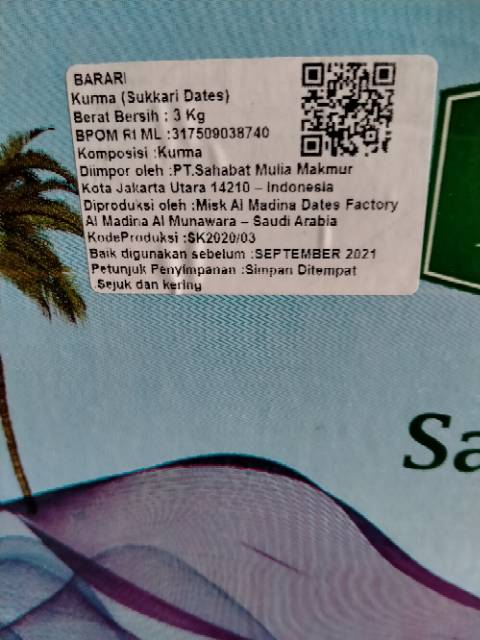 BARARI
Kurma (Sukkari Dates)
Berat Bersih : 3 Kg
BPOM RI ML :317509038740
Komposisi :Kurma
Diimpor oleh :PT.Sahabat Mulia Makmur
Kota Jakarta Utara 14210 – Indonesia
Diproduksi oleh :Misk Al Madina Dates Factory
Al Madina Al Munawara – Saudi Arabia
KodeProduksi :SK2020/03
Baik digunakan sebelum :SEPTEMBER 2021
Petunjuk Penyimpanan :Simpan Ditempat
.Sejuk dan kering
Sa